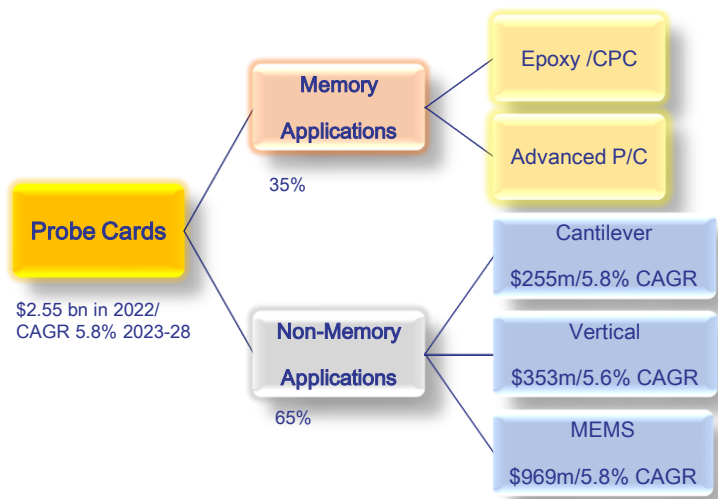 Probe Cards
$2.55 bn in 2022/
CAGR 5.8% 2023-28
Memory
Applications
35%
Epoxy /CPC
Advanced P/C
Non-Memory
Applications
65%
Cantilever
$255m/5.8% CAGR
Vertical
$353m/5.6% CAGR
MEMS
$969m/5.8% CAGR